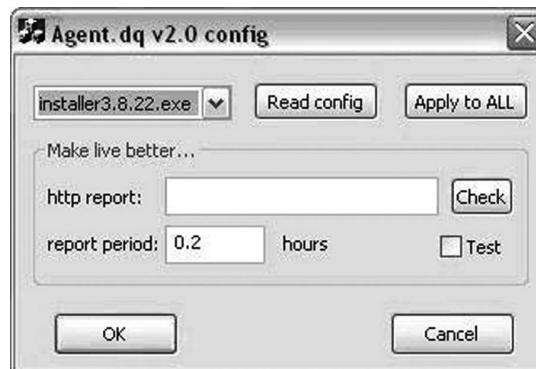 Agent.dq v2.0 config
installer3.8.22.exe Read config Apply to ALL
Make live better...
http report: Check
report period: 0.2 hours Test
OK Cancel